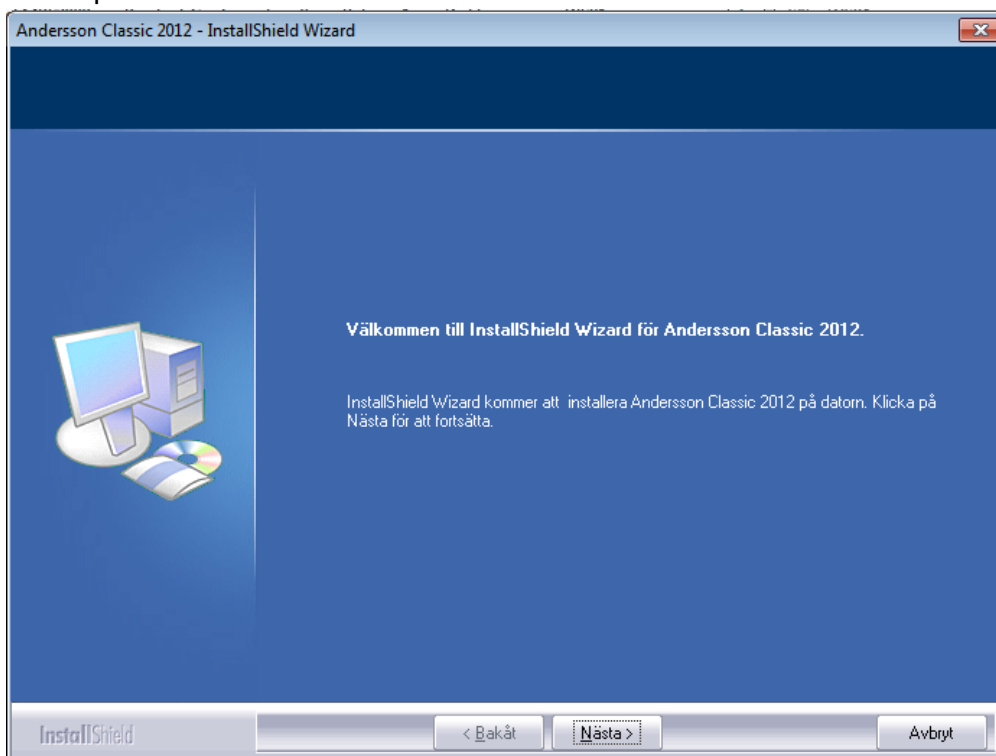 Andersson Classic 2012 - InstallShield Wizard
Välkommen till InstallShield Wizard för Andersson Classic 2012.
InstallShield Wizard kommer att installera Andersson Classic 2012 på datorn. Klicka på
Nästa för att fortsätta.
InstallShield
< Bakåt
Nästa >
Avbryt